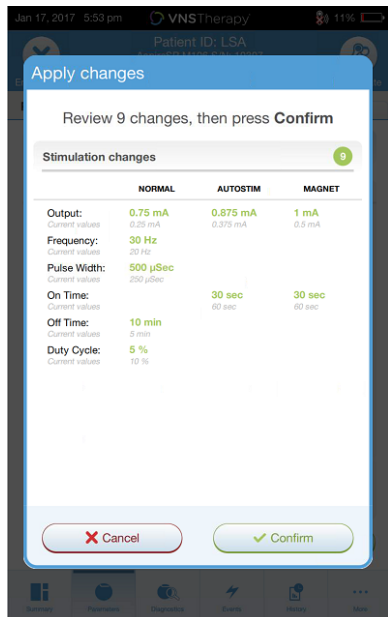 Jan 17, 2017 5:53 pm VNSTherapy 11%
Patient ID: LSA
Apply changes
Review 9 changes, then press Confirm
Stimulation changes 9
NORMAL AUTOSTIM MAGNET
Output: 0.75 mA 0.875 mA 1 mA
Current values 0.25 mA 0.375 mA 0.5 mA
Frequency: 30 Hz
Current values 20 Hz
Pulse Width: 500 µSec
Current values 250 µSec
On Time: 30 sec 30 sec
Current values 60 sec 60 sec
Off Time: 10 min
Current values 5 min
Duty Cycle: 5 %
Current values 10 %
Cancel Confirm
Summary Parameters Diagnostics Events History More